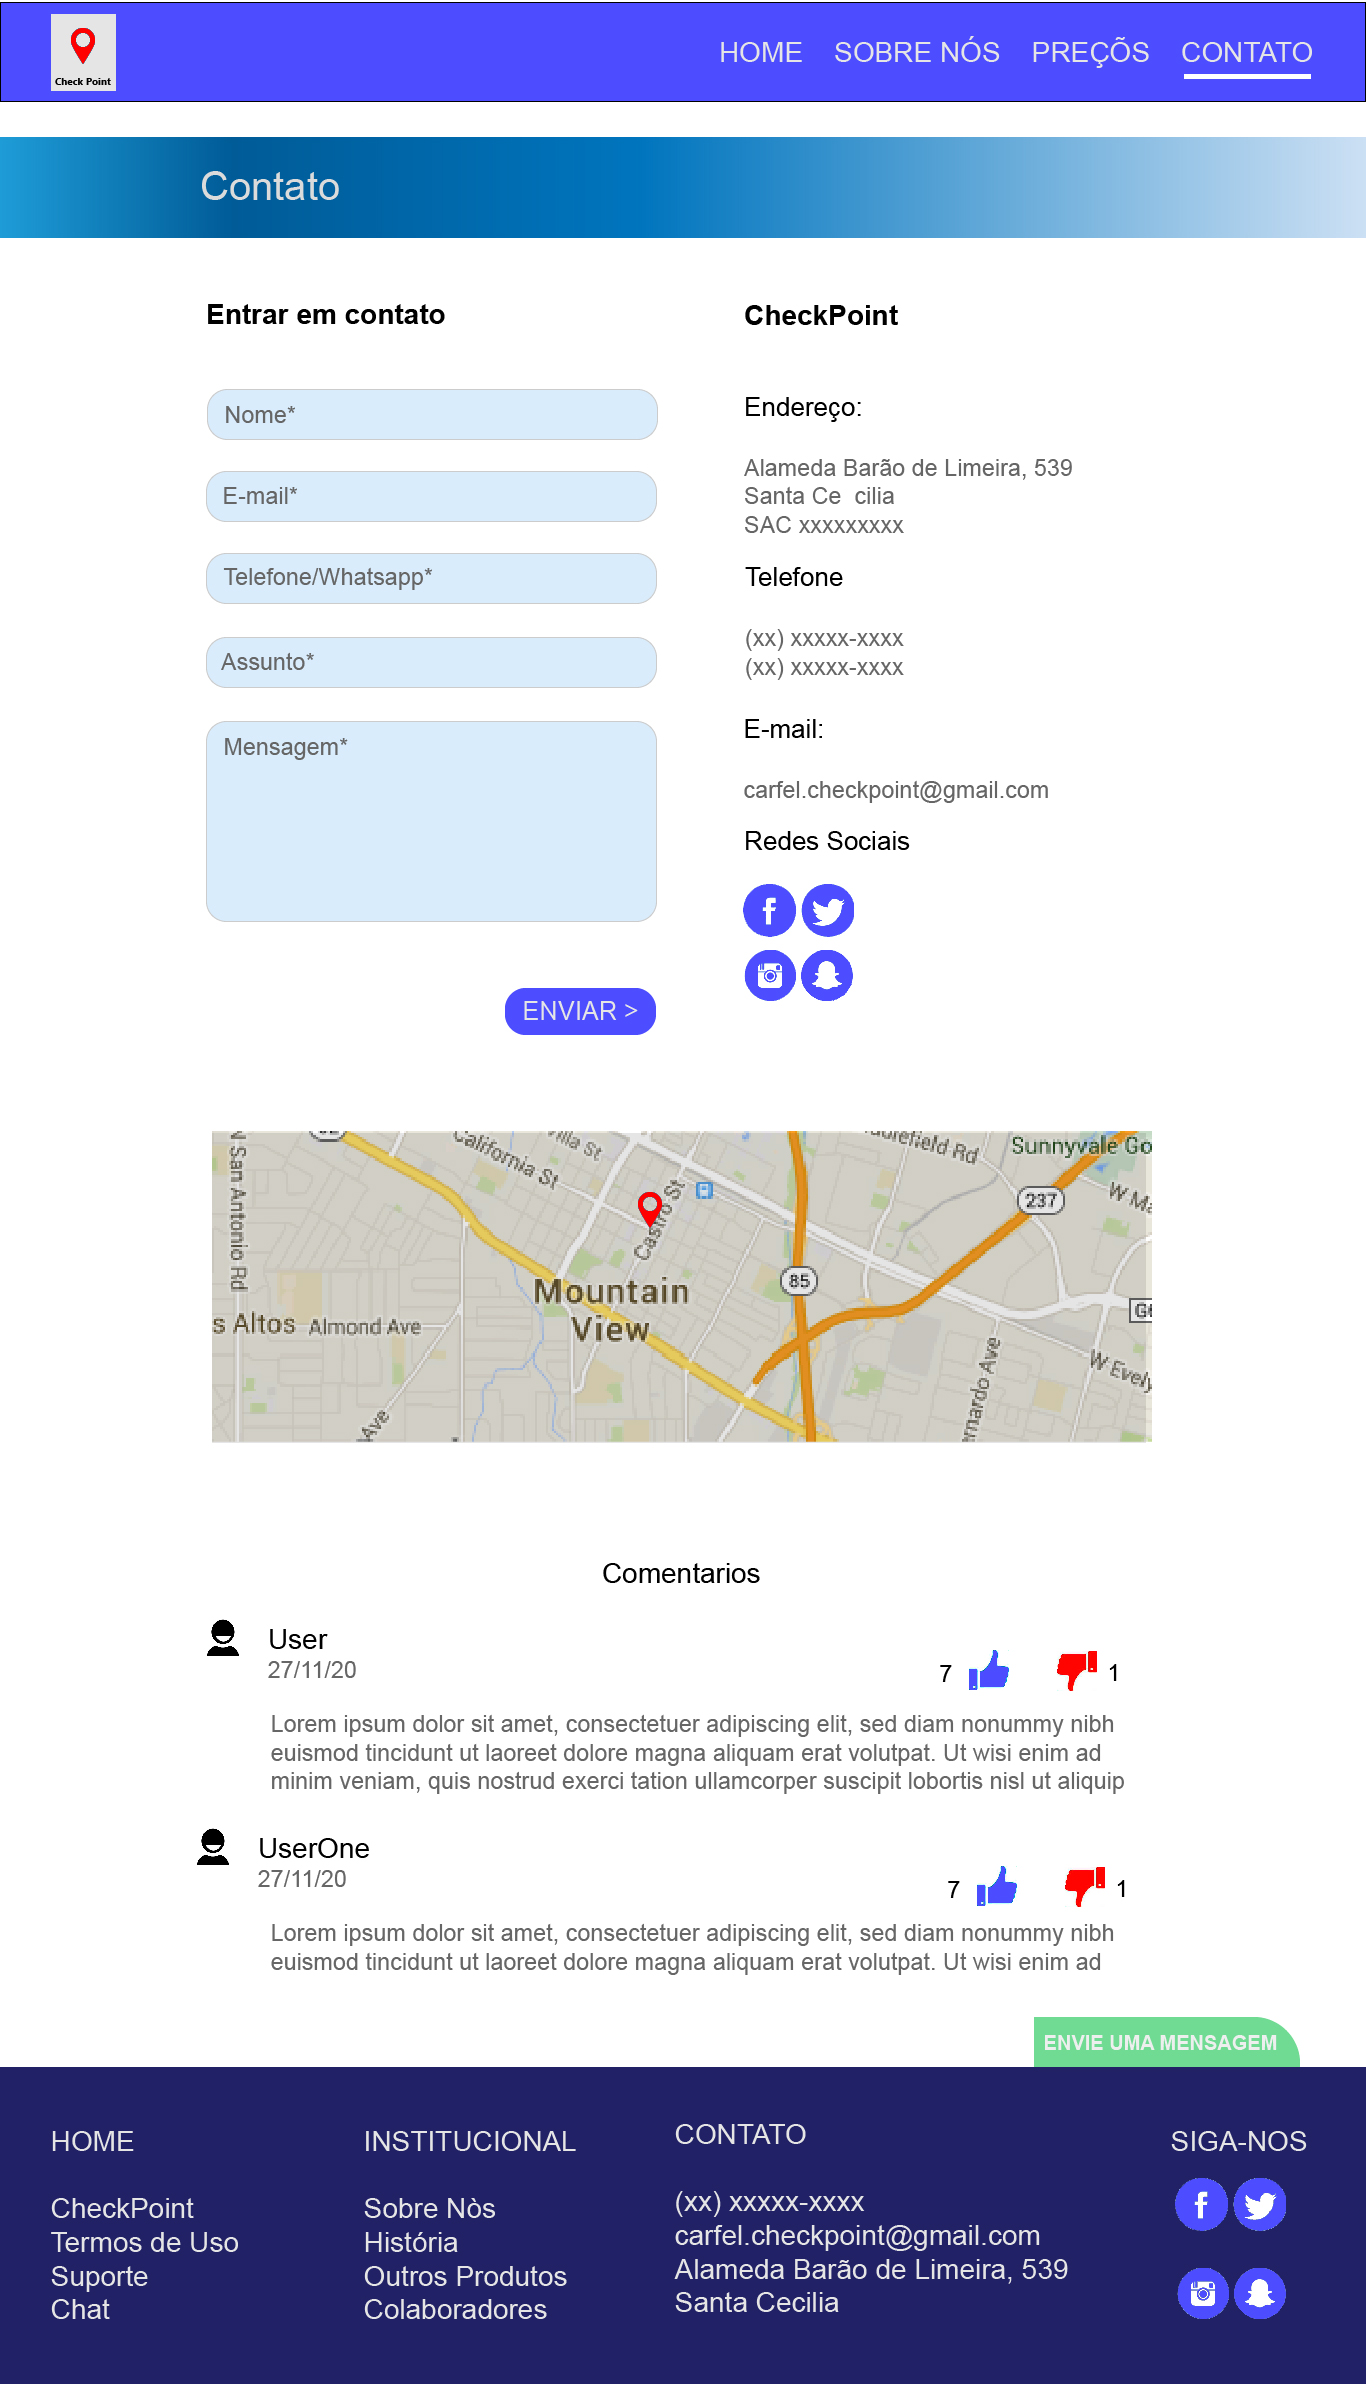 Check Point
HOME SOBRE NÓS PREÇÕS CONTATO
Contato
Entrar em contato
Nome*
E-mail*
Telefone/Whatsapp*
Assunto*
Mensagem*
ENVIAR >
CheckPoint
Endereço:
Alameda Barão de Limeira, 539
Santa Ce  cilia
SAC xxxxxxxxx
Telefone
(xx) xxxxx-xxxx
(xx) xxxxx-xxxx
E-mail:
carfel.checkpoint@gmail.com
Redes Sociais
N San Antonio Rd
California St
Villa St
Castro St
Sunnyvale Go
237
W Ma
85
Mountain
View
s Altos
Almond Ave
W Evely
Ave
Comentarios
User
27/11/20
7
1
Lorem ipsum dolor sit amet, consectetuer adipiscing elit, sed diam nonummy nibh
euismod tincidunt ut laoreet dolore magna aliquam erat volutpat. Ut wisi enim ad
minim veniam, quis nostrud exerci tation ullamcorper suscipit lobortis nisl ut aliquip
UserOne
27/11/20
7
1
Lorem ipsum dolor sit amet, consectetuer adipiscing elit, sed diam nonummy nibh
euismod tincidunt ut laoreet dolore magna aliquam erat volutpat. Ut wisi enim ad
ENVIE UMA MENSAGEM
HOME
CheckPoint
Termos de Uso
Suporte
Chat
INSTITUCIONAL
Sobre Nòs
História
Outros Produtos
Colaboradores
CONTATO
(xx) xxxxx-xxxx
carfel.checkpoint@gmail.com
Alameda Barão de Limeira, 539
Santa Cecilia
SIGA-NOS